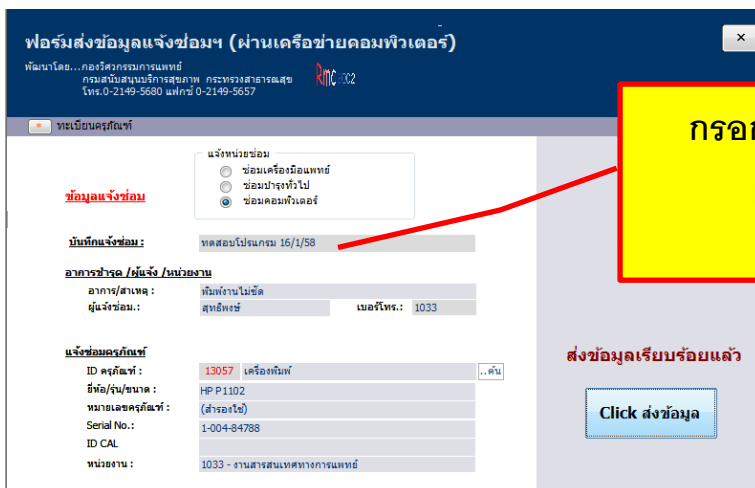 ฟอร์มส่งข้อมูลแจ้งซ่อมฯ (ผ่านเครือข่ายคอมพิวเตอร์)
พัฒนาโดย...กองวิศวกรรมการแพทย์
กรมสนับสนุนบริการสุขภาพ กระทรวงสาธารณสุข
โทร.0-2149-5680 แฟกซ์ 0-2149-5657
Rmc 2002
ทะเบียนครุภัณฑ์
กรอก
แจ้งหน่วยซ่อม
ซ่อมเครื่องมือแพทย์
ซ่อมบำรุงทั่วไป
ซ่อมคอมพิวเตอร์
ข้อมูลแจ้งซ่อม
บันทึกแจ้งซ่อม : ทดสอบโปรแกรม 16/1/58
อาการชำรุด /ผู้แจ้ง /หน่วยงาน
อาการ/สาเหตุ : พิมพ์งานไม่ชัด
ผู้แจ้งซ่อม.: สุทธิพงษ์ เบอร์โทร.: 1033
แจ้งซ่อมครุภัณฑ์
ID ครุภัณฑ์ : 13057 เครื่องพิมพ์ ..ค้น
ยี่ห้อ/รุ่น/ขนาด : HP P1102
หมายเลขครุภัณฑ์ : (สำรองใช้)
Serial No.: 1-004-84788
ID CAL
หน่วยงาน : 1033 - งานสารสนเทศทางการแพทย์
ส่งข้อมูลเรียบร้อยแล้ว
Click ส่งข้อมูล